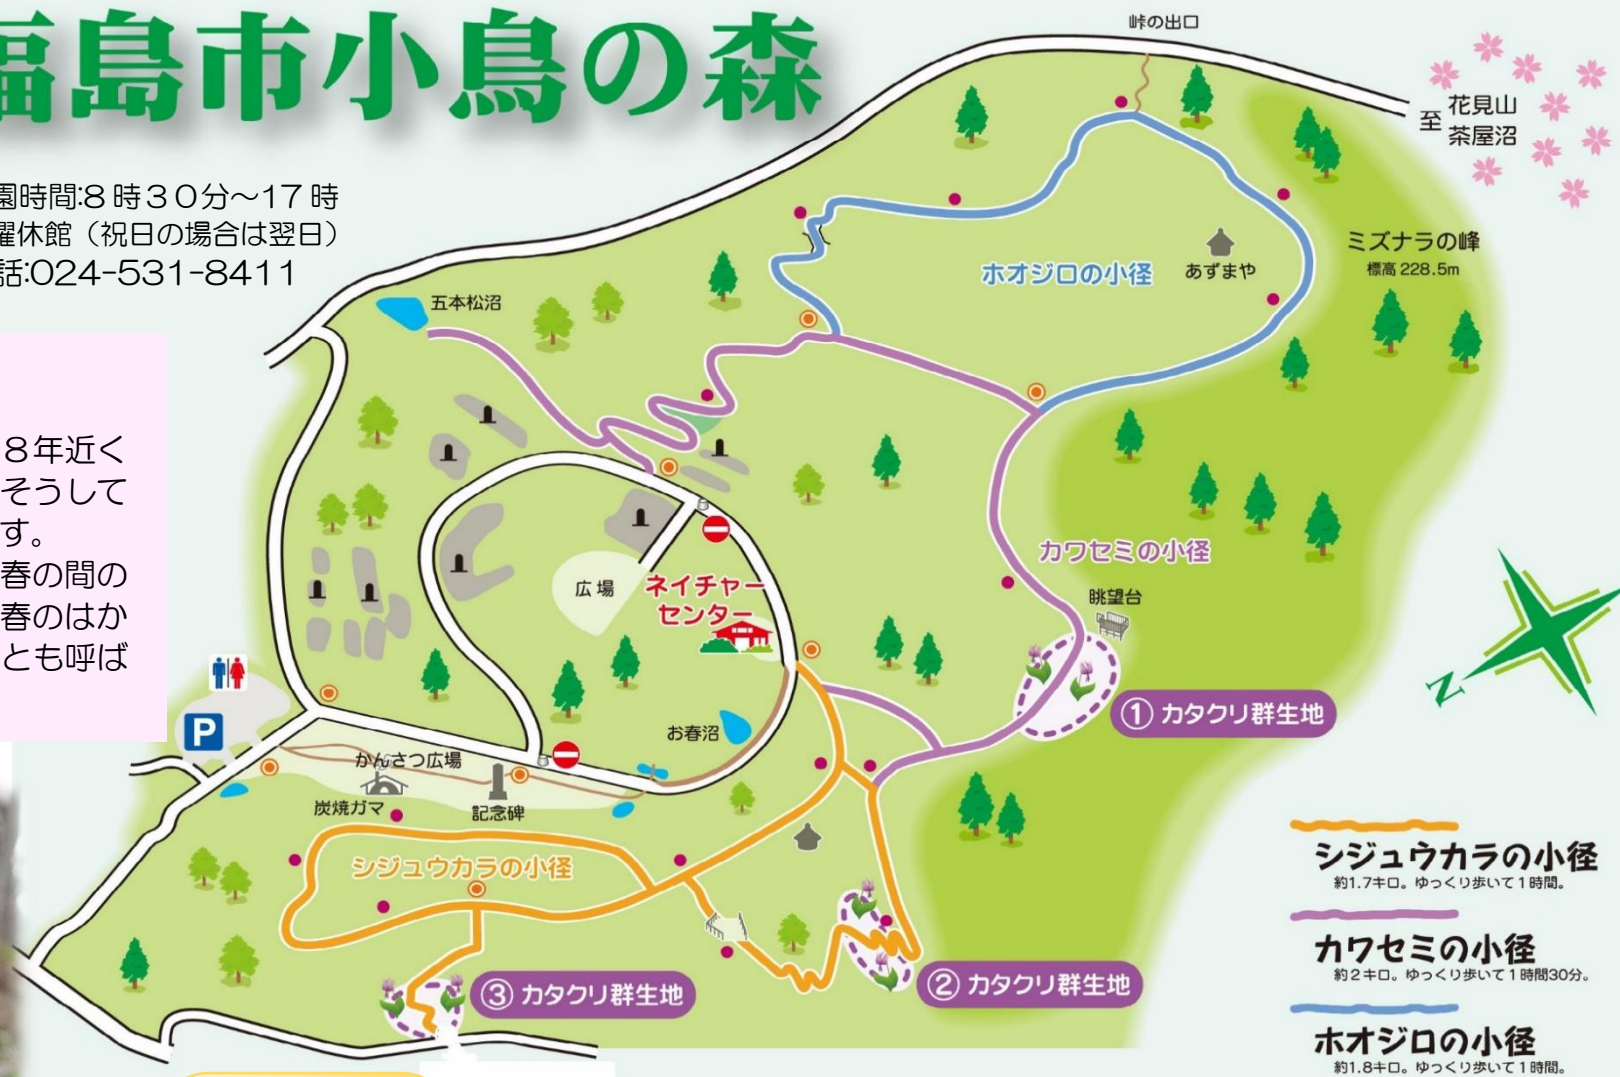 福島市小鳥の森
園時間:8時30分～17時
曜休館（祝日の場合は翌日）
話:024-531-8411
8年近く
そうして
す。
春の間の
春のはか
とも呼ば
峠の出口
至 花見山
茶屋沼
ミズナラの峰
標高228.5m
あずまや
ホオジロの小径
五本松沼
カワセミの小径
眺望台
① カタクリ群生地
広場
ネイチャー
センター
お春沼
P
かんさつ広場
炭焼ガマ
記念碑
シジュウカラの小径
② カタクリ群生地
③ カタクリ群生地
N
シジュウカラの小径
約1.7キロ。ゆっくり歩いて1時間。
カワセミの小径
約2キロ。ゆっくり歩いて1時間30分。
ホオジロの小径
約1.8キロ。ゆっくり歩いて1時間。